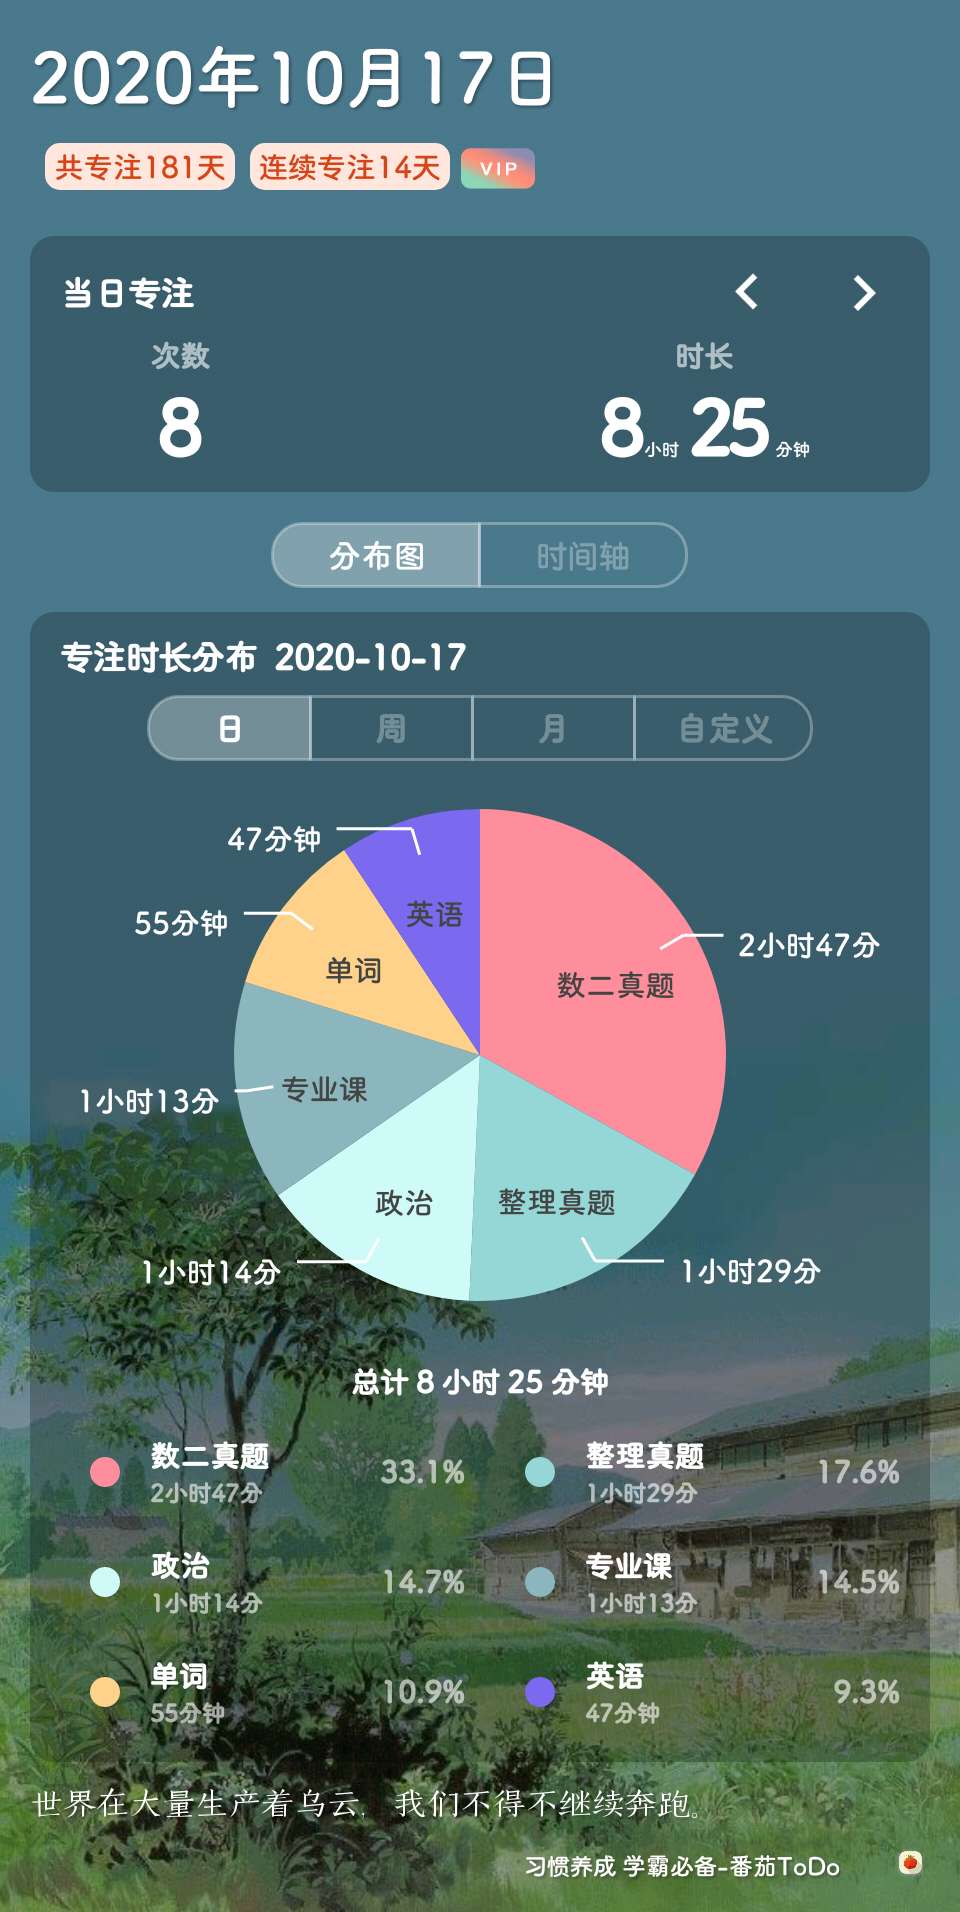 2020年10月17日
共专注181天 连续专注14天 VIP
当日专注
次数 时长
8 8小时 25分钟
分布图 时间轴
专注时长分布 2020-10-17
日 周 月 自定义
47分钟
英语
55分钟
2小时47分
单词
数二真题
专业课
1小时13分
政治
整理真题
1小时14分
1小时29分
总计 8 小时 25 分钟
数二真题 33.1% 整理真题 17.6%
2小时47分 1小时29分
政治 14.7% 专业课 14.5%
1小时14分 1小时13分
单词 10.9% 英语 9.3%
55分钟 47分钟
世界在大量生产着乌云，我们不得不继续奔跑。
习惯养成 学霸必备-番茄ToDo